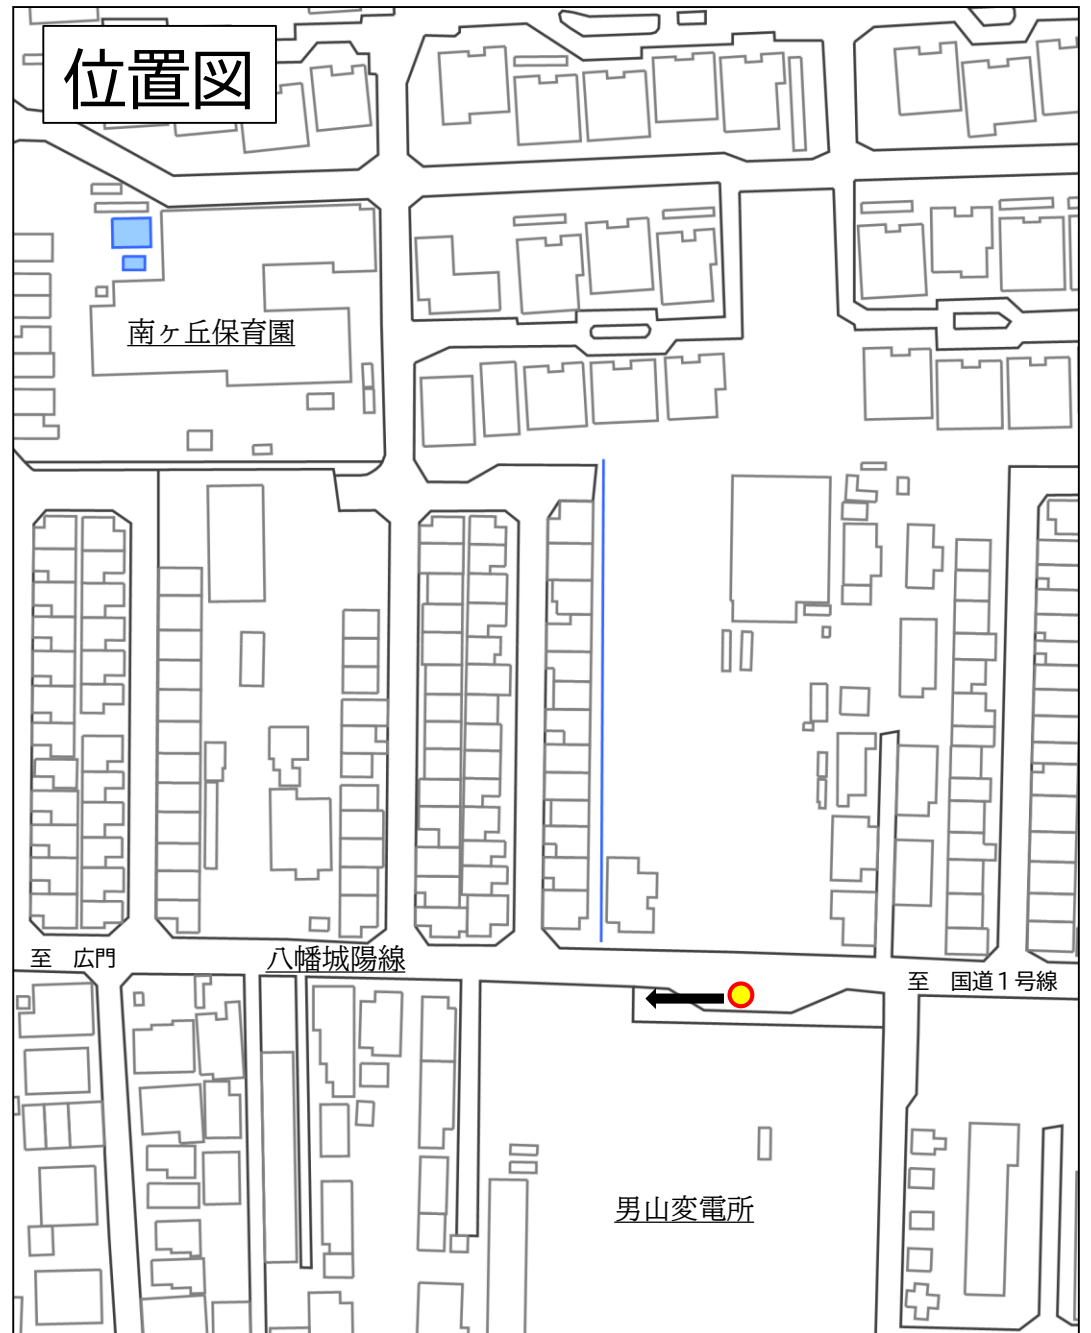 位置図
南ヶ丘保育園
至　広門
八幡城陽線
至　国道１号線
男山変電所